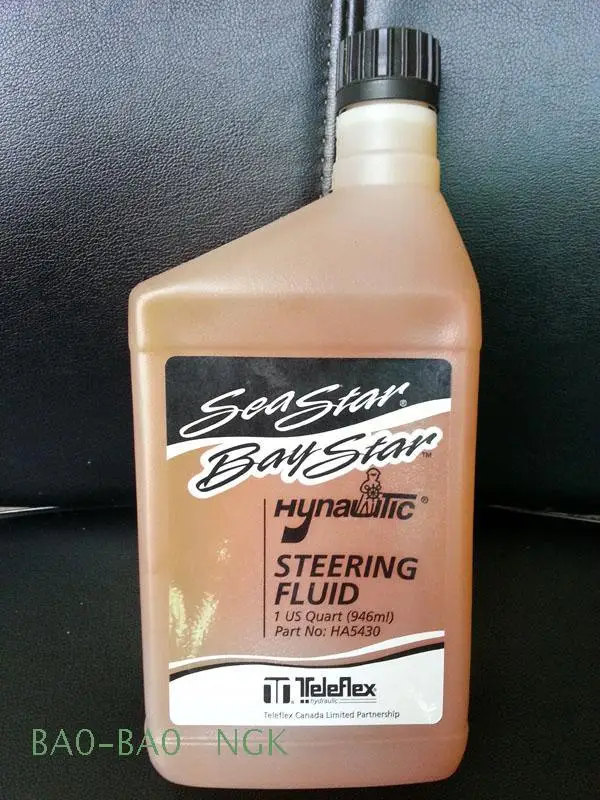 SeaStar®
BayStar™
Hynautic®
STEERING
FLUID
1 US Quart (946ml)
Part No: HA5430
Teleflex®
hydraulic
Teleflex Canada Limited Partnership
BAO-BAO NGK